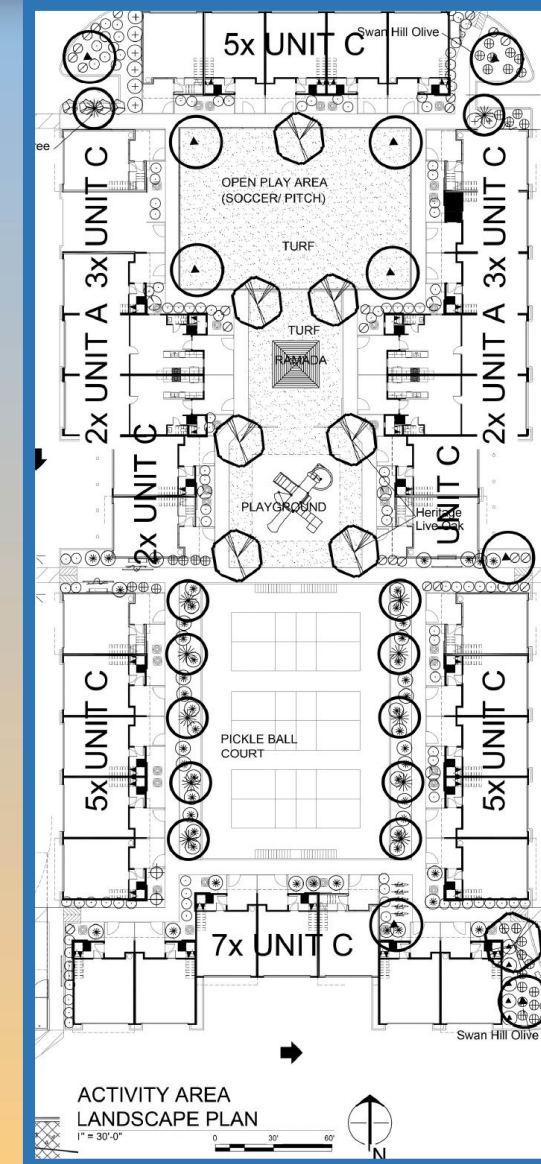 5x UNIT C
Swan Hill Olive
ee
OPEN PLAY AREA
(SOCCER/ PITCH)
TURF
3x UNIT C
3x UNIT C
TURF
RAMADA
2x UNIT A
2x UNIT A
2x UNIT C
UNIT C
PLAYGROUND
Heritage
Live Oak
5x UNIT C
5x UNIT C
PICKLE BALL
COURT
7x UNIT C
Swan Hill Olive
ACTIVITY AREA
LANDSCAPE PLAN
1" = 30'-0"
0 30' 60'
N